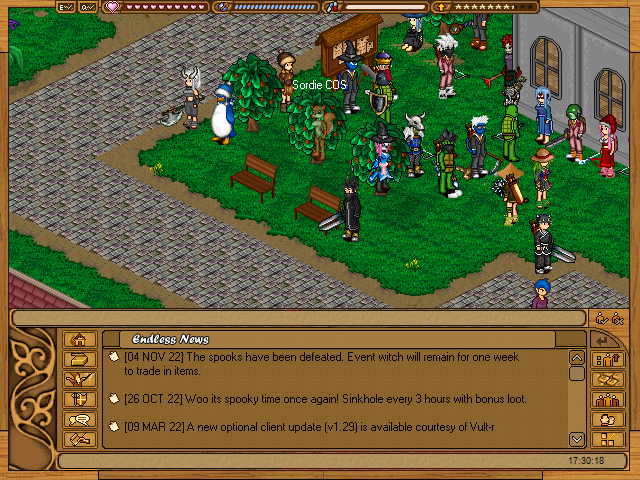 Sordie COS
Endless News
[04 NOV 22] The spooks have been defeated. Event witch will remain for one week
to trade in items.
[26 OCT 22] Woo its spooky time once again! Sinkhole every 3 hours with bonus loot.
[09 MAR 22] A new optional client update (v1.29) is available courtesy of Vult-r
17:30:18